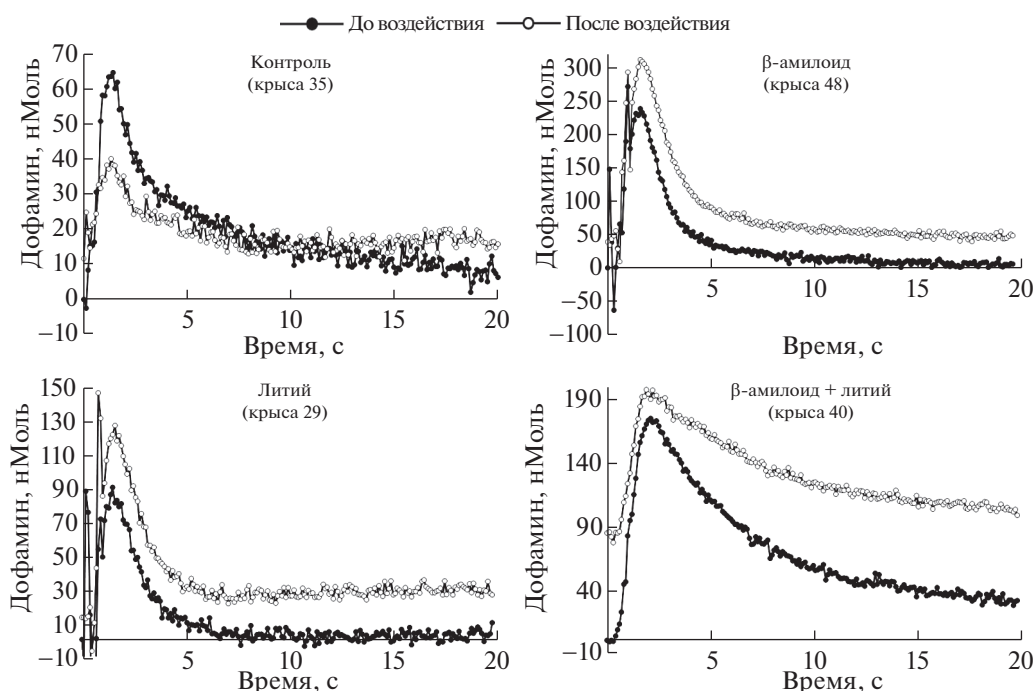 До воздействия После воздействия
Контроль
(крыса 35)
Дофамин, нМоль
70
60
50
40
30
20
10
0
–10
5 10 15 20
Время, с
β-амилоид
(крыса 48)
Дофамин, нМоль
300
250
200
150
100
50
0
–50
–100
5 10 15 20
Время, с
Литий
(крыса 29)
Дофамин, нМоль
150
130
110
90
70
50
30
10
–10
5 10 15 20
Время, с
β-амилоид + литий
(крыса 40)
Дофамин, нМоль
190
140
90
40
–10
5 10 15 20
Время, с